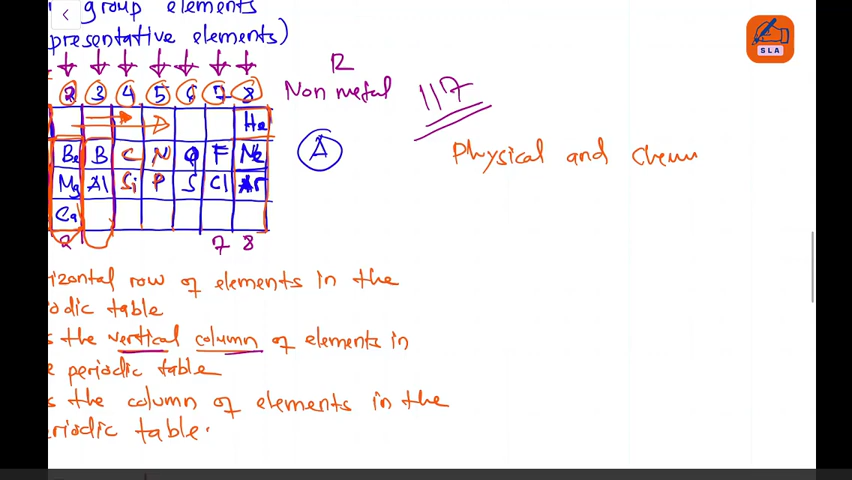 group elements
presentative elements)
2 3 4 5 6 7 8
R
Non metal
117
He
Be B C N O F Ne
Mg Al Si P S Cl Ar
Ca
2 7 8
A
Physical and Chem
SLA
izontal row of elements in the
odic table
s the vertical column of elements in
e periodic table
s the column of elements in the
riodic table.